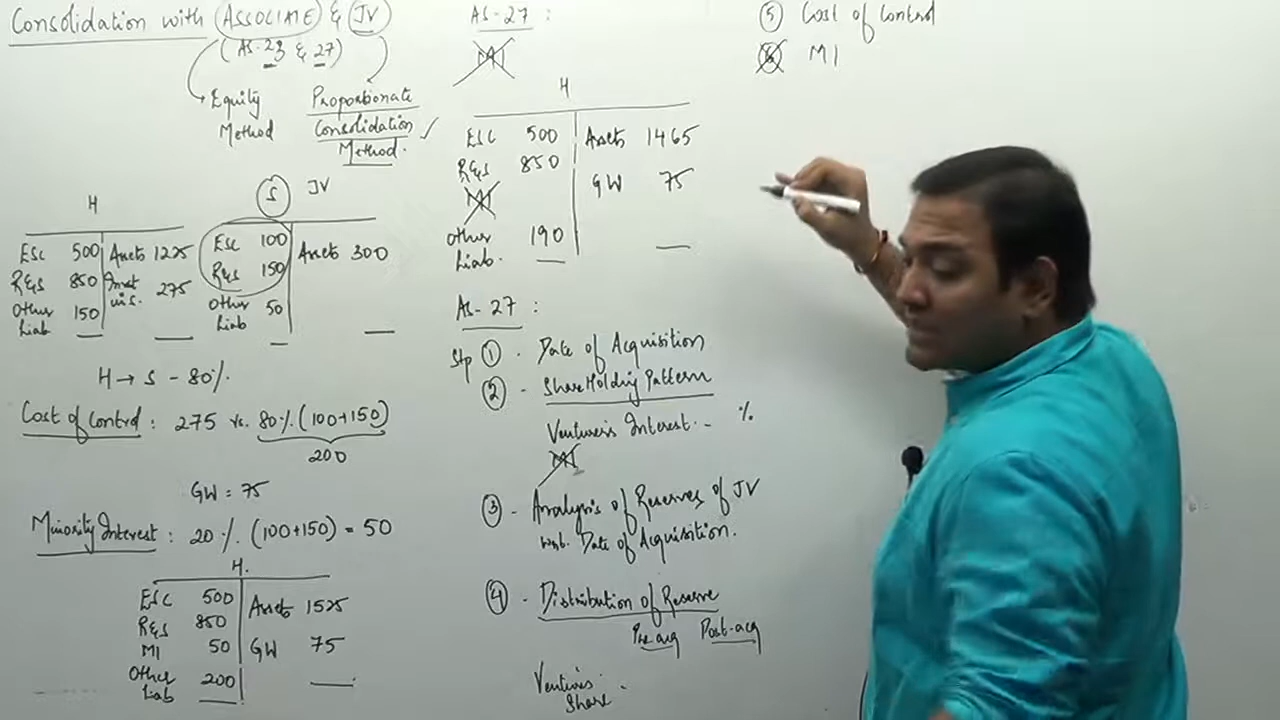 Consolidation with ASSOCIATE & JV
(AS-23 & 27)
Equity
Method
Proportionate
Consolidation
Method.
H
ESC 500 Assets 1225
R&S 850 Invst 275
in S.
Other 150
Liab
S JV
ESC 100 Assets 300
R&S 150
Other 50
Liab
H → S - 80%.
Cost of Control : 275 vs. 80% (100+150)
200
GW = 75
Minority Interest : 20% (100+150) = 50
H.
ESC 500 Assets 1525
R&S 850
MI 50 GW 75
Other 200
Liab
AS-27 :
MI
H
ESC 500 Assets 1465
R&S 850 GW 75
MI
Other 190
Liab.
AS-27 :
Stp ① - Date of Acquisition
② - ShareHolding Pattern
Venturer's Interest - %
MI
③ - Analysis of Reserves of JV
w.r.t. Date of Acquisition.
④ - Distribution of Reserve
Pre acq Post-acq
Venturers -
Share
⑤ Cost of Control
⑥ MI